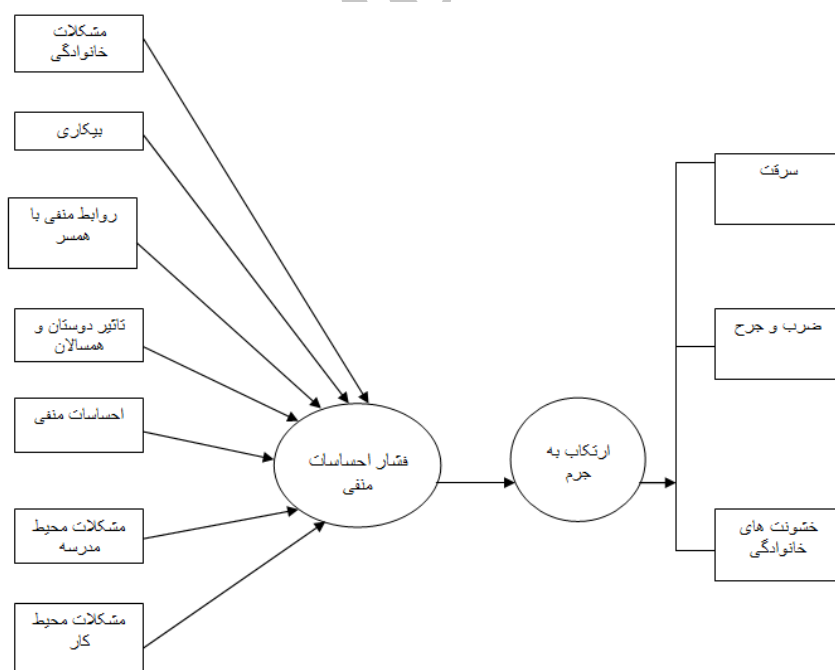 مشکلات
خانوادگی
بیکاری
روابط منفی با
همسر
تاثیر دوستان و
همسالان
احساسات منفی
مشکلات محیط
مدرسه
مشکلات محیط
کار
فشار احساسات
منفی
ارتکاب به
جرم
سرقت
ضرب و جرح
خشونت های
خانوادگی